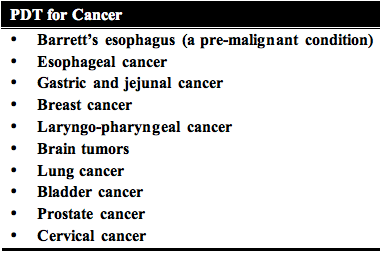 PDT for Cancer
• Barrett's esophagus (a pre-malignant condition)
• Esophageal cancer
• Gastric and jejunal cancer
• Breast cancer
• Laryngo-pharyngeal cancer
• Brain tumors
• Lung cancer
• Bladder cancer
• Prostate cancer
• Cervical cancer